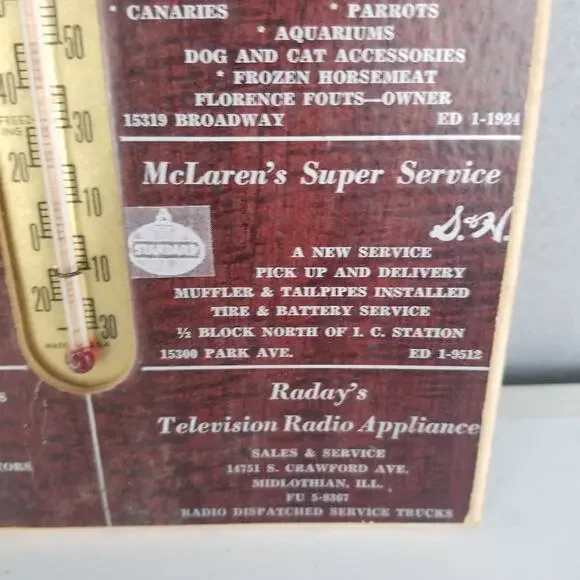 * CANARIES * PARROTS
* AQUARIUMS
DOG AND CAT ACCESSORIES
* FROZEN HORSEMEAT
FLORENCE FOUTS—OWNER
15319 BROADWAY ED 1-1924
McLaren's Super Service
S.&H.
STANDARD
A NEW SERVICE
PICK UP AND DELIVERY
MUFFLER & TAILPIPES INSTALLED
TIRE & BATTERY SERVICE
½ BLOCK NORTH OF I. C. STATION
15300 PARK AVE. ED 1-9512
Raday's
Television Radio Appliance
SALES & SERVICE
14751 S. CRAWFORD AVE.
MIDLOTHIAN, ILL.
FU 5-8367
RADIO DISPATCHED SERVICE TRUCKS
50
40
FREEZ-
ING
30
20
10
0
10
20
30